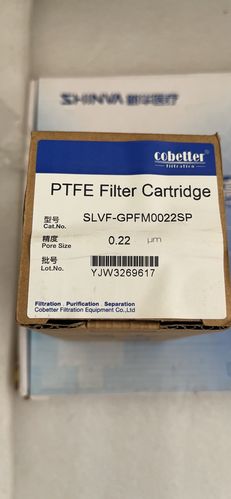 SHINVA 新华医疗
cobetter
filtration
PTFE Filter Cartridge
型号 SLVF-GPFM0022SP
Cat.No.
精度 0.22 μm
Pore Size
批号 YJW3269617
Lot.No.
Filtration . Purification . Separation
Cobetter Filtration Equipment Co.,Ltd